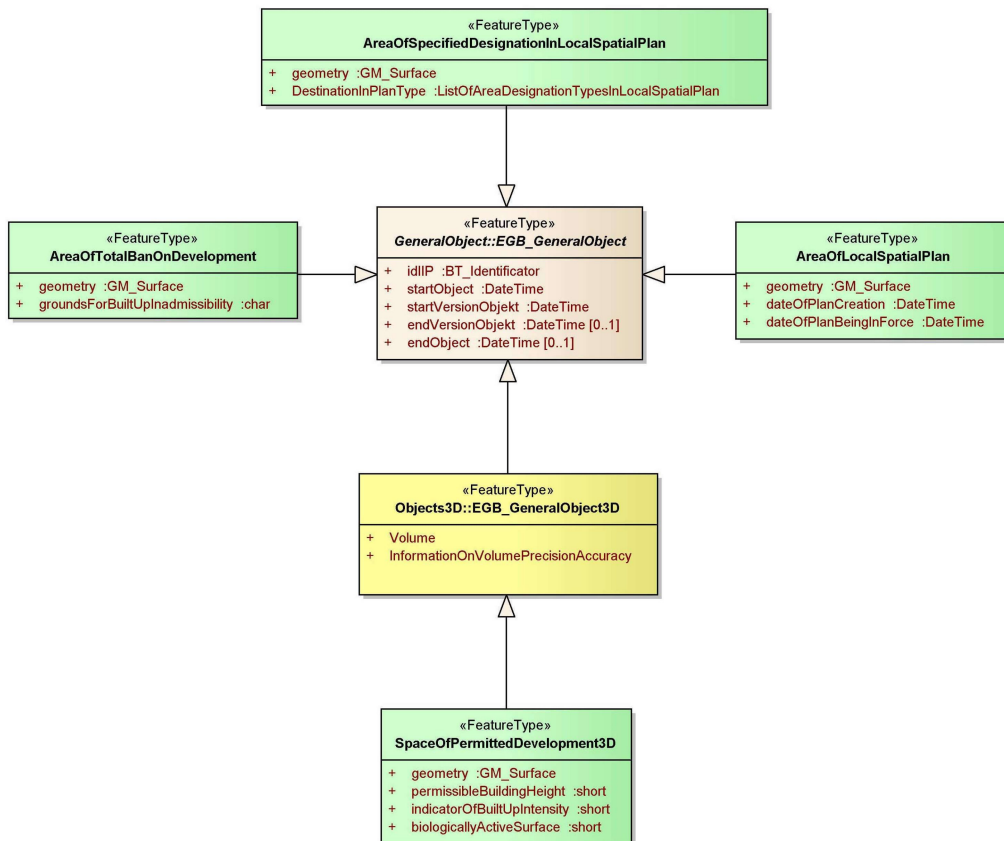 «FeatureType»
AreaOfSpecifiedDesignationInLocalSpatialPlan
+ geometry :GM_Surface
+ DestinationInPlanType :ListOfAreaDesignationTypesInLocalSpatialPlan
«FeatureType»
AreaOfTotalBanOnDevelopment
+ geometry :GM_Surface
+ groundsForBuiltUpInadmissibility :char
«FeatureType»
GeneralObject::EGB_GeneralObject
+ idIIP :BT_Identificator
+ startObject :DateTime
+ startVersionObjekt :DateTime
+ endVersionObjekt :DateTime [0..1]
+ endObject :DateTime [0..1]
«FeatureType»
AreaOfLocalSpatialPlan
+ geometry :GM_Surface
+ dateOfPlanCreation :DateTime
+ dateOfPlanBeingInForce :DateTime
«FeatureType»
Objects3D::EGB_GeneralObject3D
+ Volume
+ InformationOnVolumePrecisionAccuracy
«FeatureType»
SpaceOfPermittedDevelopment3D
+ geometry :GM_Surface
+ permissibleBuildingHeight :short
+ indicatorOfBuiltUpIntensity :short
+ biologicallyActiveSurface :short